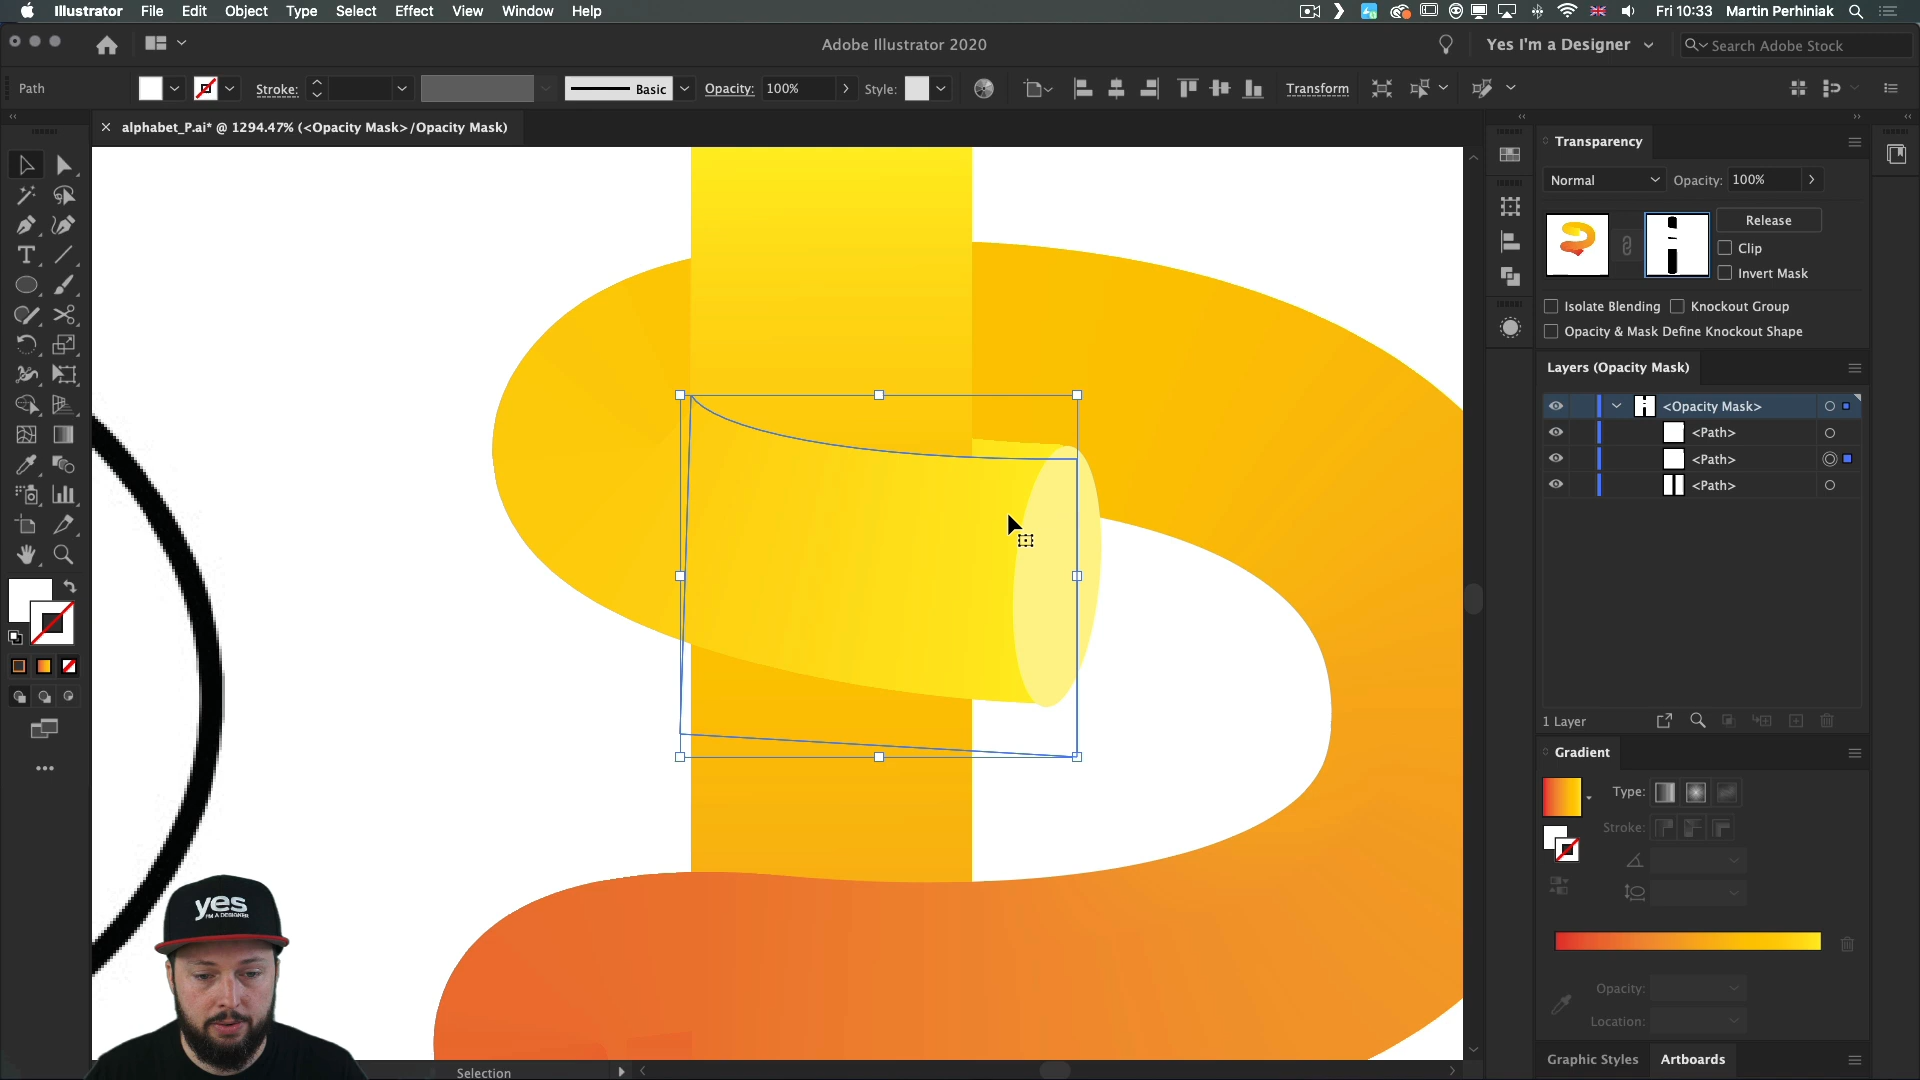 Illustrator File Edit Object Type Select Effect View Window Help
Fri 10:33 Martin Perhiniak
Adobe Illustrator 2020
Yes I'm a Designer
Search Adobe Stock
Path
Stroke:
Basic
Opacity: 100%
Style:
Transform
alphabet_P.ai* @ 1294.47% (<Opacity Mask>/Opacity Mask)
Transparency
Normal
Opacity: 100%
Release
Clip
Invert Mask
Isolate Blending
Knockout Group
Opacity & Mask Define Knockout Shape
Layers (Opacity Mask)
<Opacity Mask>
<Path>
<Path>
<Path>
1 Layer
Gradient
Type:
Stroke:
Opacity:
Location:
Graphic Styles
Artboards
Selection
yes
I'M A DESIGNER